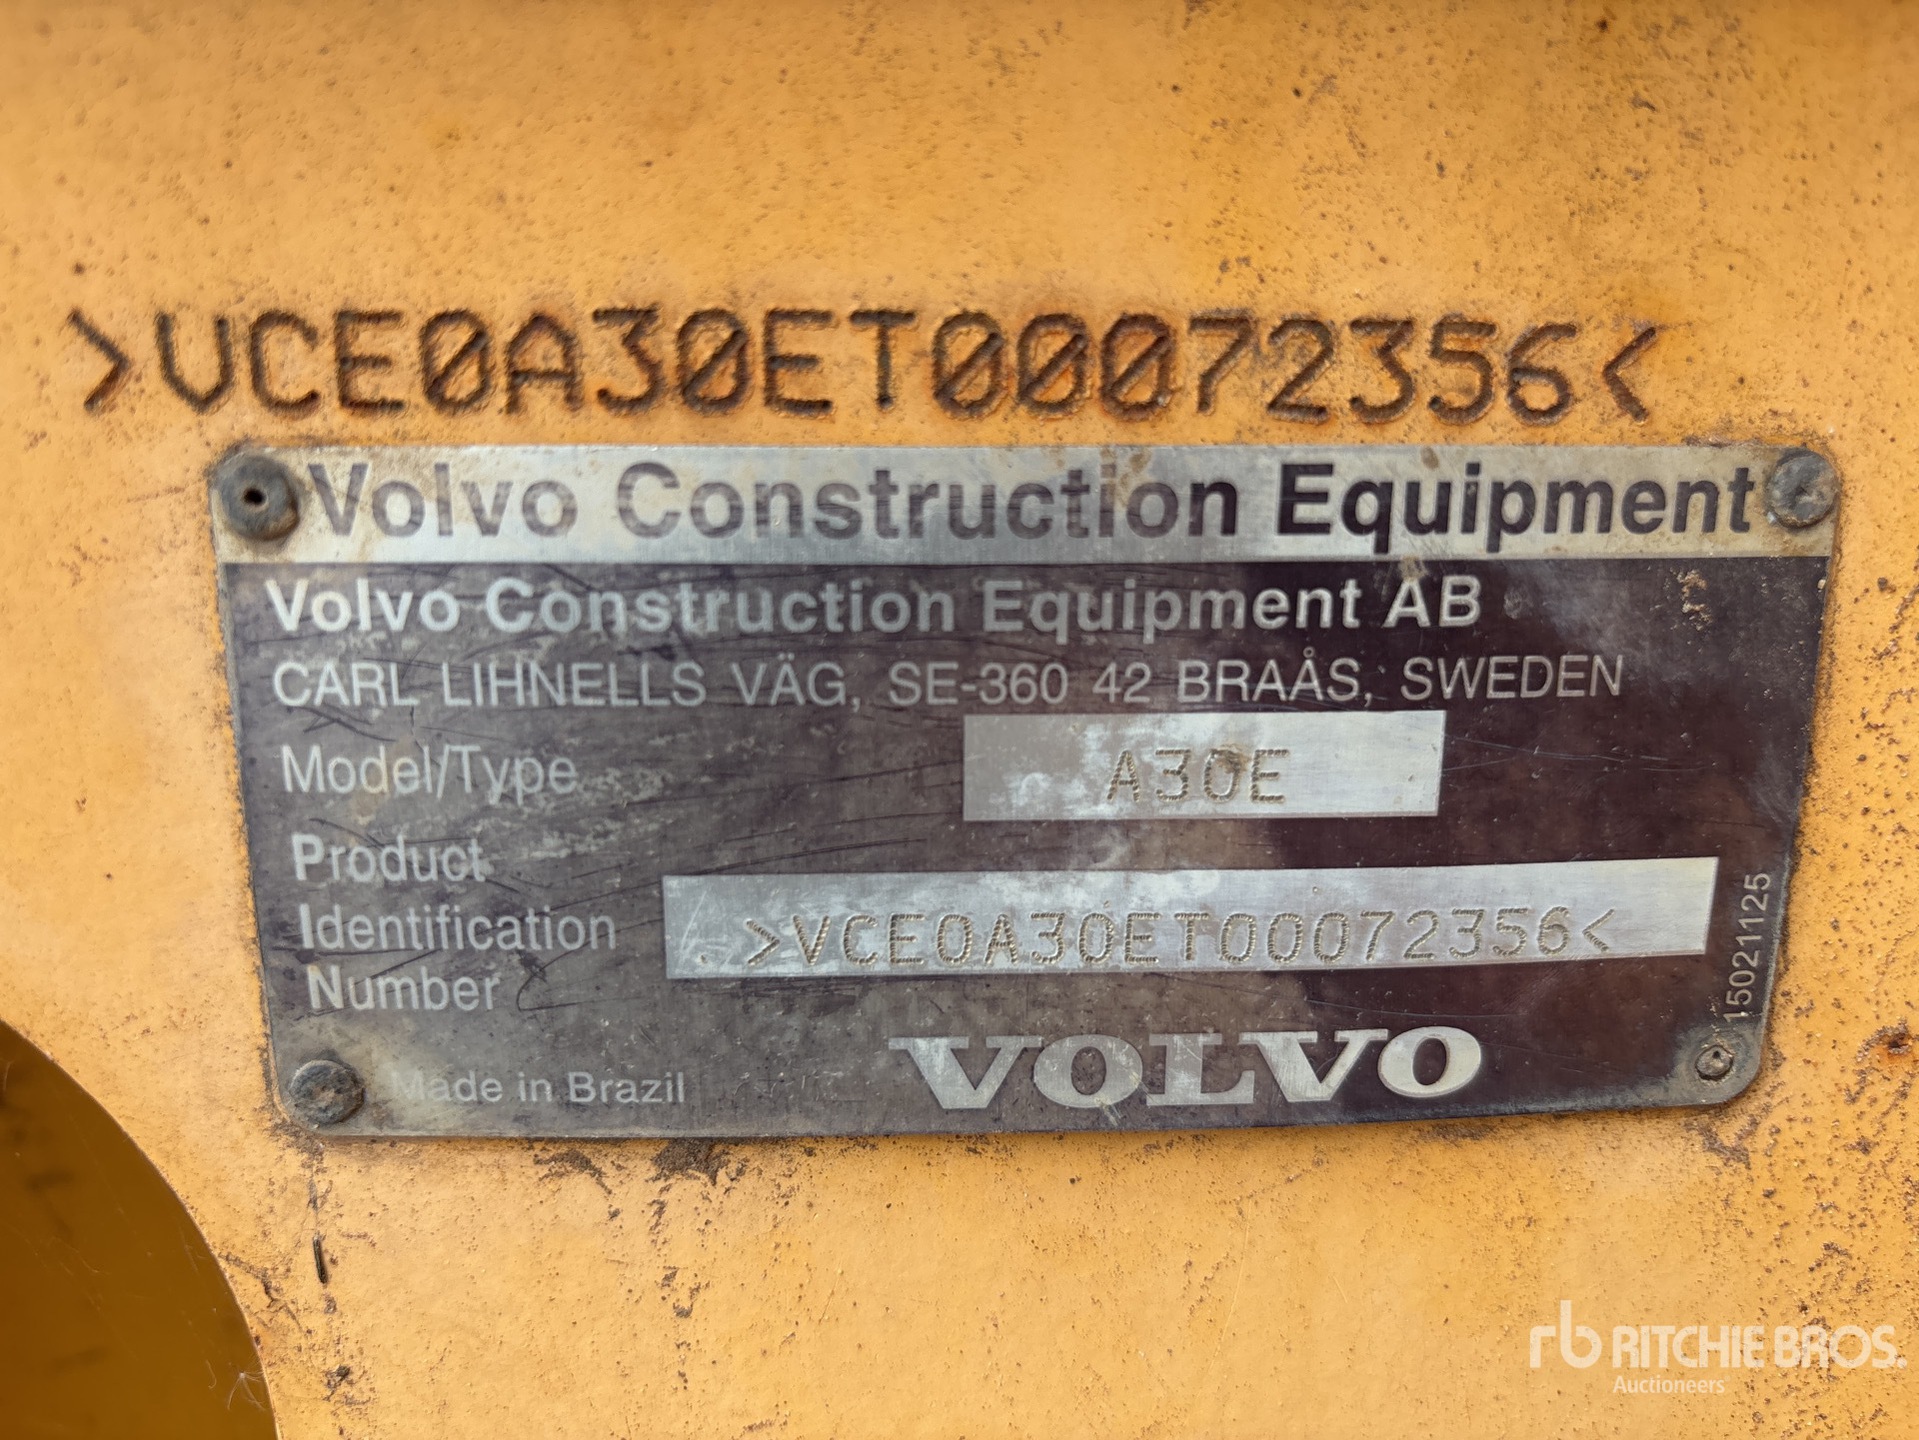 >VCE0A30ET00072356<
Volvo Construction Equipment
Volvo Construction Equipment AB
CARL LIHNELLS VÄG, SE-360 42 BRAÅS, SWEDEN
Model/Type A30E
Product
Identification
Number >VCE0A30ET00072356<
15021125
Made in Brazil
VOLVO
rb RITCHIE BROS.
Auctioneers